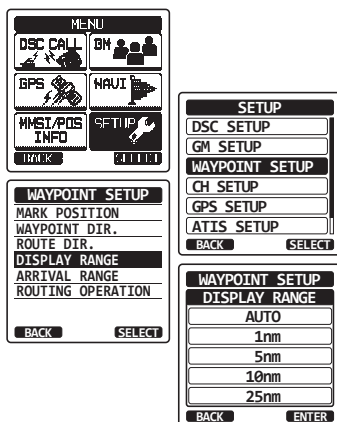 MENU
DSC CALL
GM
GPS
NAVI
MMSI/POS
INFO
SETUP
BACK
SELECT
SETUP
DSC SETUP
GM SETUP
WAYPOINT SETUP
CH SETUP
GPS SETUP
ATIS SETUP
BACK SELECT
WAYPOINT SETUP
MARK POSITION
WAYPOINT DIR.
ROUTE DIR.
DISPLAY RANGE
ARRIVAL RANGE
ROUTING OPERATION
BACK SELECT
WAYPOINT SETUP
DISPLAY RANGE
AUTO
1nm
5nm
10nm
25nm
BACK ENTER